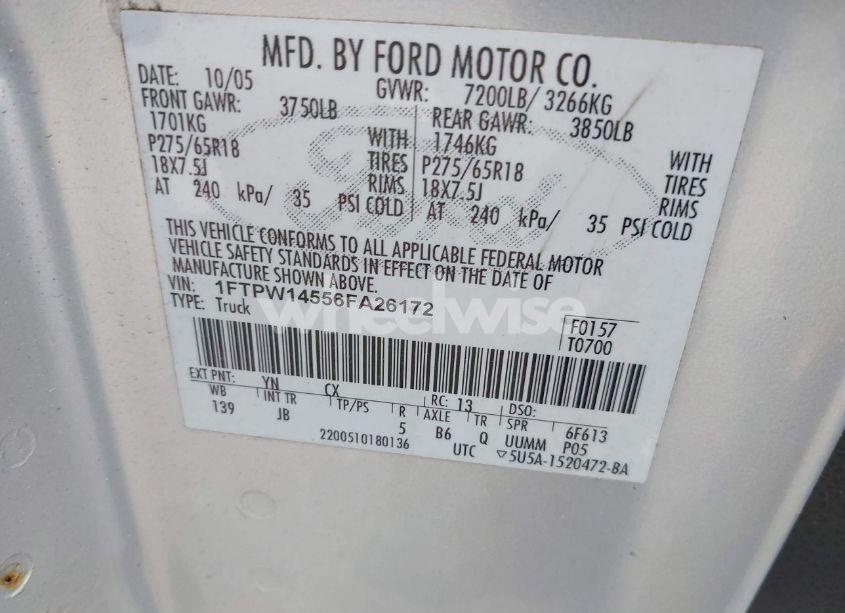 MFD. BY FORD MOTOR CO.
DATE: 10/05 GVWR: 7200LB/ 3266KG
FRONT GAWR: 3750LB REAR GAWR: 3850LB
1701KG WITH 1746KG WITH
P275/65R18 TIRES P275/65R18 TIRES
18X7.5J RIMS 18X7.5J RIMS
AT 240 kPa/ 35 PSI COLD AT 240 kPa/ 35 PSI COLD
Ford
THIS VEHICLE CONFORMS TO ALL APPLICABLE FEDERAL MOTOR
VEHICLE SAFETY STANDARDS IN EFFECT ON THE DATE OF
MANUFACTURE SHOWN ABOVE.
VIN: 1FTPW14556FA26172
TYPE: Truck
F0157
T0700
wheelwise
EXT PNT: YN CX RC: 13 DSO:
WB INT TR TP/PS R AXLE TR SPR 6F613
139 JB 5 B6 Q UUMM P05
2200510180136 UTC ▽5U5A-1520472-BA